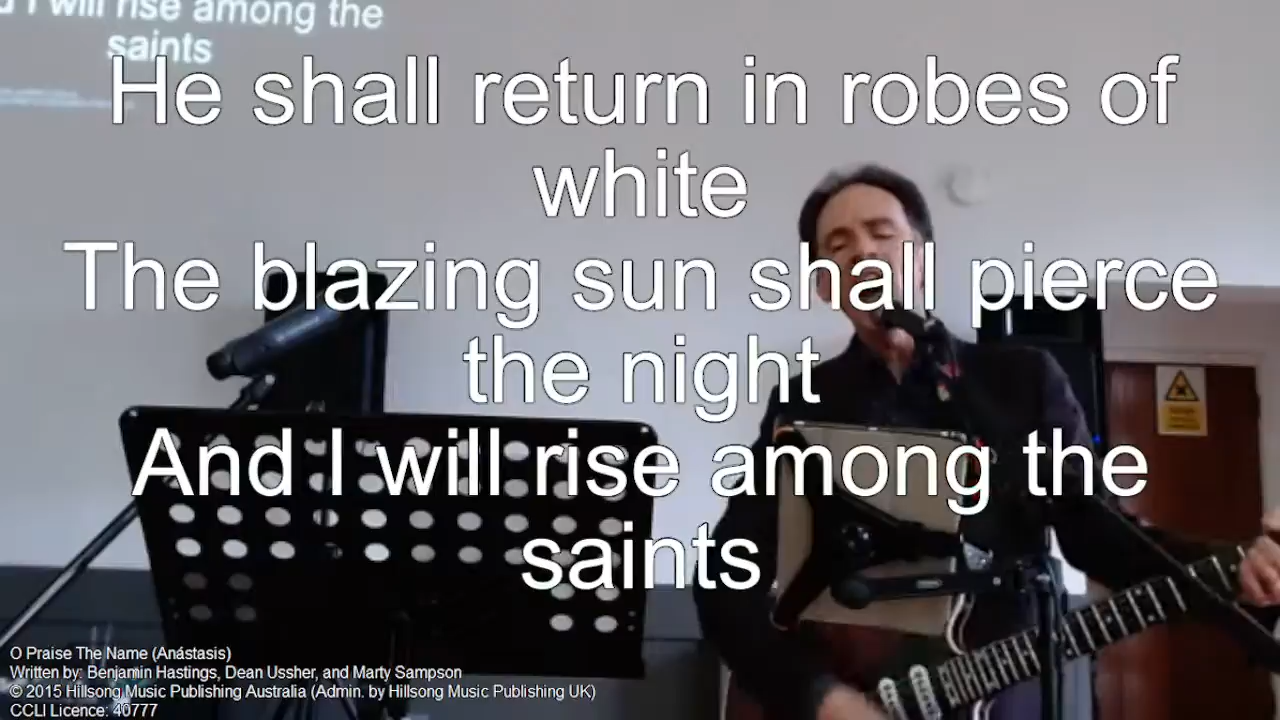 I will rise among the
saints
He shall return in robes of
white
The blazing sun shall pierce
the night
And I will rise among the
saints
O Praise The Name (Anástasis)
Written by: Benjamin Hastings, Dean Ussher, and Marty Sampson
© 2015 Hillsong Music Publishing Australia (Admin. by Hillsong Music Publishing UK)
CCLI Licence: 40777